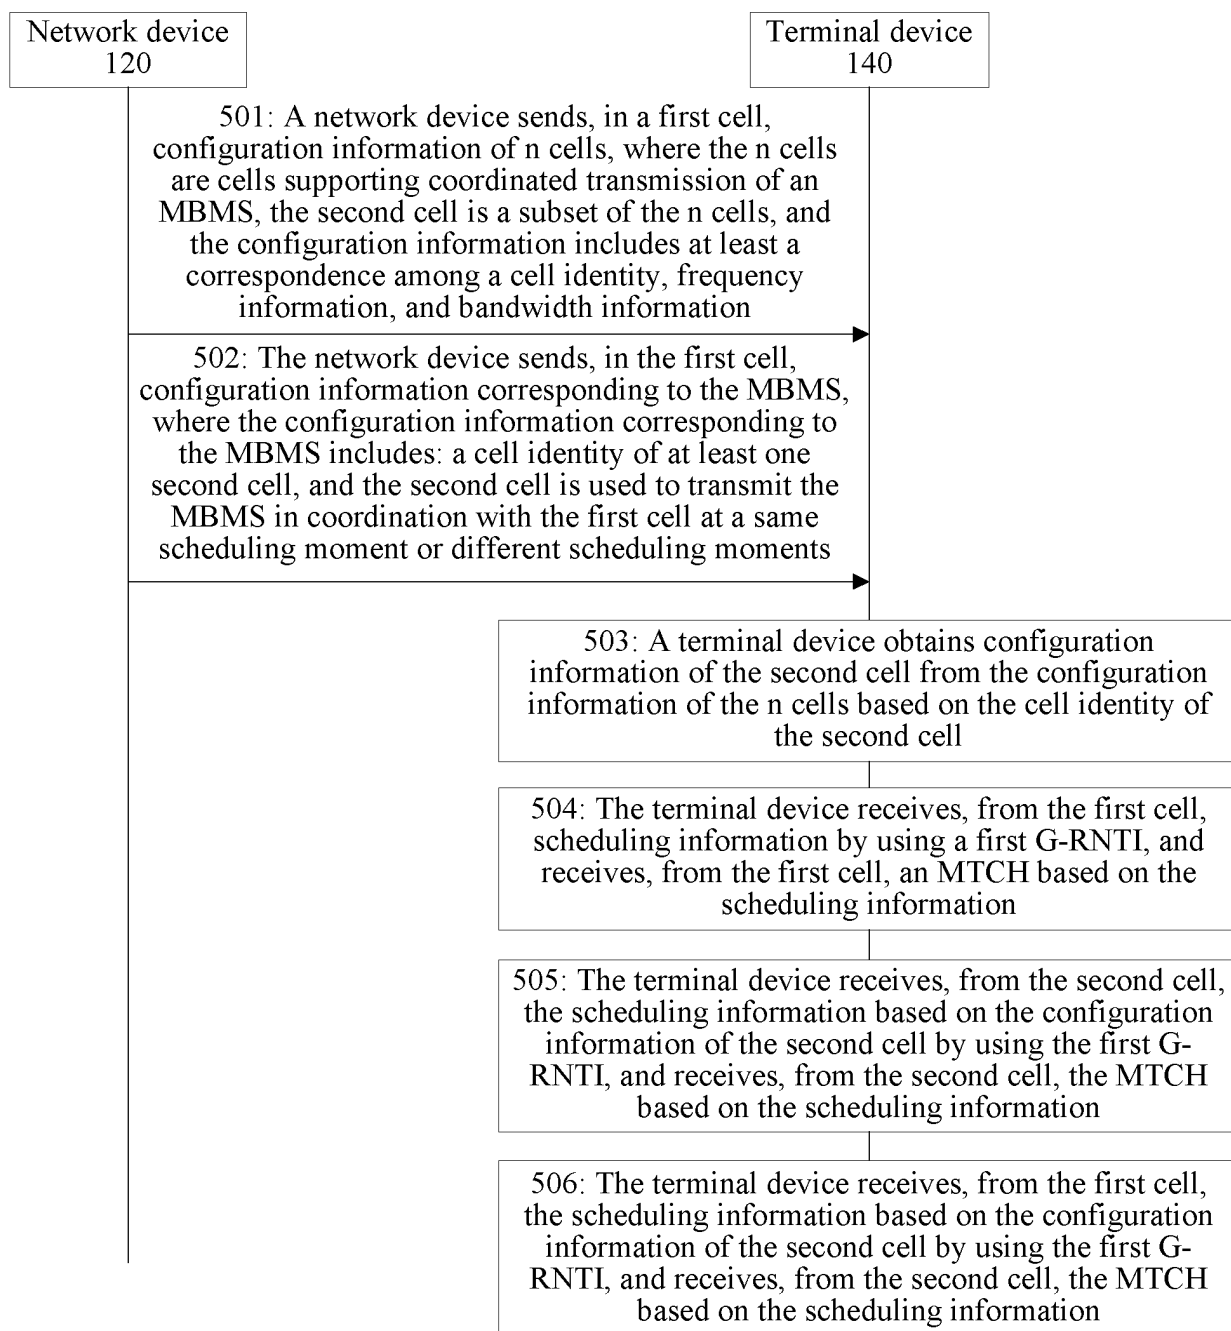 Network device
120
Terminal device
140
501: A network device sends, in a first cell,
configuration information of n cells, where the n cells
are cells supporting coordinated transmission of an
MBMS, the second cell is a subset of the n cells, and
the configuration information includes at least a
correspondence among a cell identity, frequency
information, and bandwidth information
502: The network device sends, in the first cell,
configuration information corresponding to the MBMS,
where the configuration information corresponding to
the MBMS includes: a cell identity of at least one
second cell, and the second cell is used to transmit the
MBMS in coordination with the first cell at a same
scheduling moment or different scheduling moments
503: A terminal device obtains configuration
information of the second cell from the configuration
information of the n cells based on the cell identity of
the second cell
504: The terminal device receives, from the first cell,
scheduling information by using a first G-RNTI, and
receives, from the first cell, an MTCH based on the
scheduling information
505: The terminal device receives, from the second cell,
the scheduling information based on the configuration
information of the second cell by using the first G-
RNTI, and receives, from the second cell, the MTCH
based on the scheduling information
506: The terminal device receives, from the first cell,
the scheduling information based on the configuration
information of the second cell by using the first G-
RNTI, and receives, from the second cell, the MTCH
based on the scheduling information